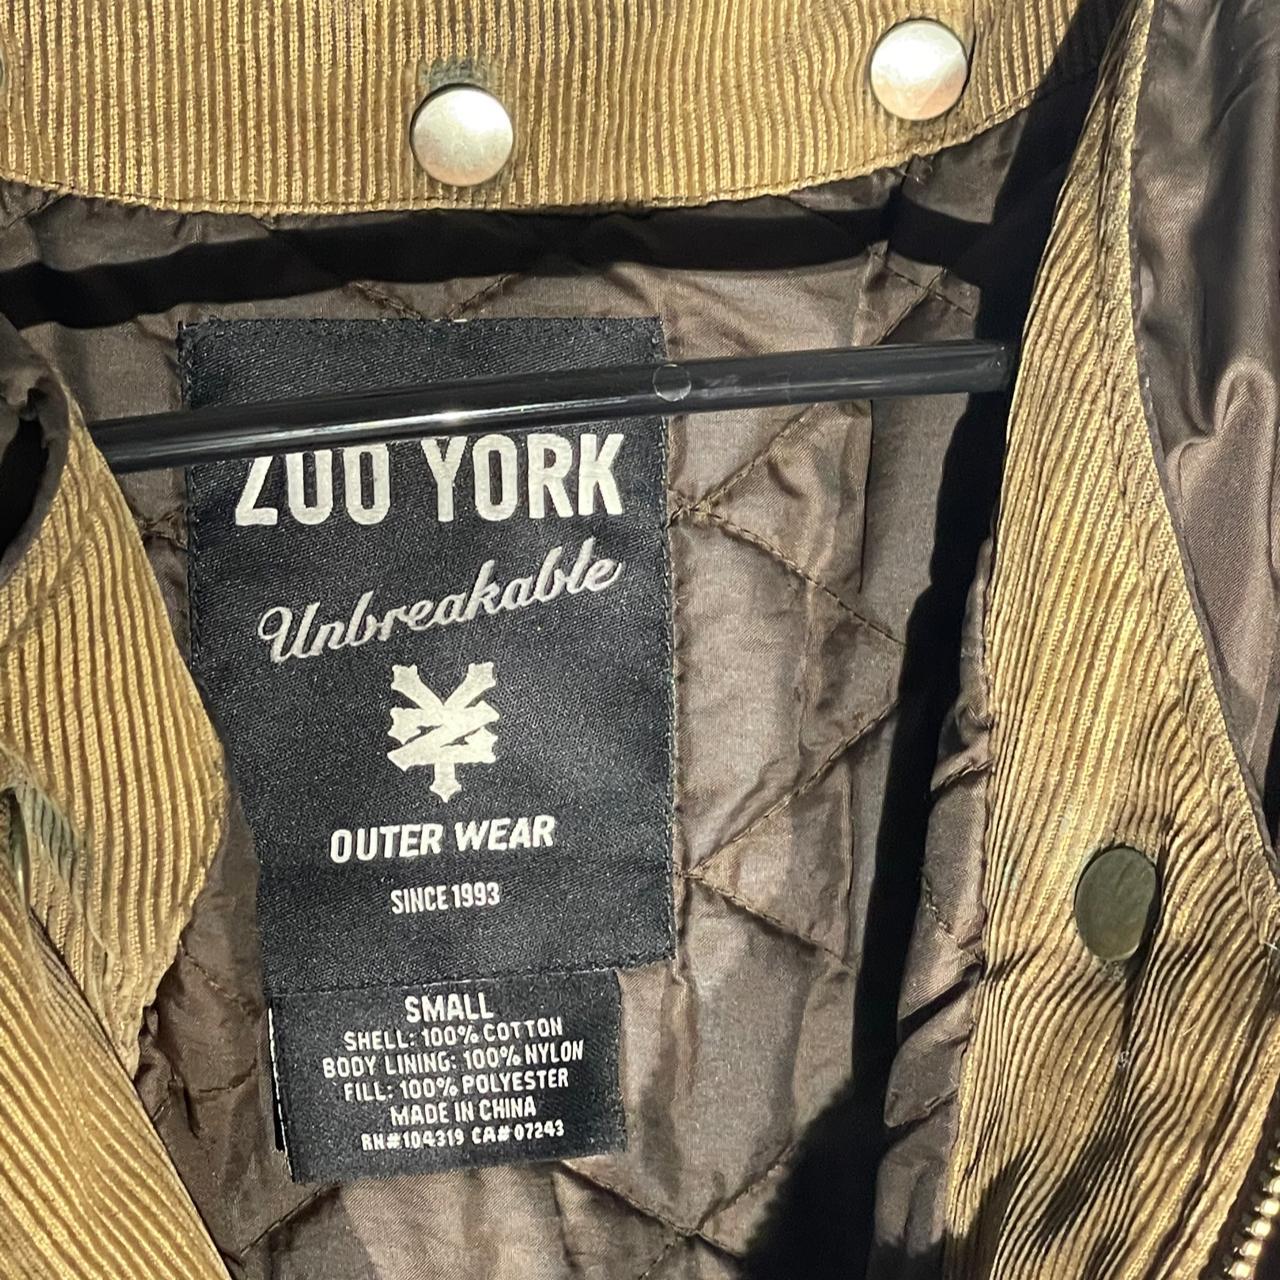 ZOO YORK
Unbreakable
OUTER WEAR
SINCE 1993
SMALL
SHELL: 100% COTTON
BODY LINING: 100% NYLON
FILL: 100% POLYESTER
MADE IN CHINA
RN#104319 CA#07243